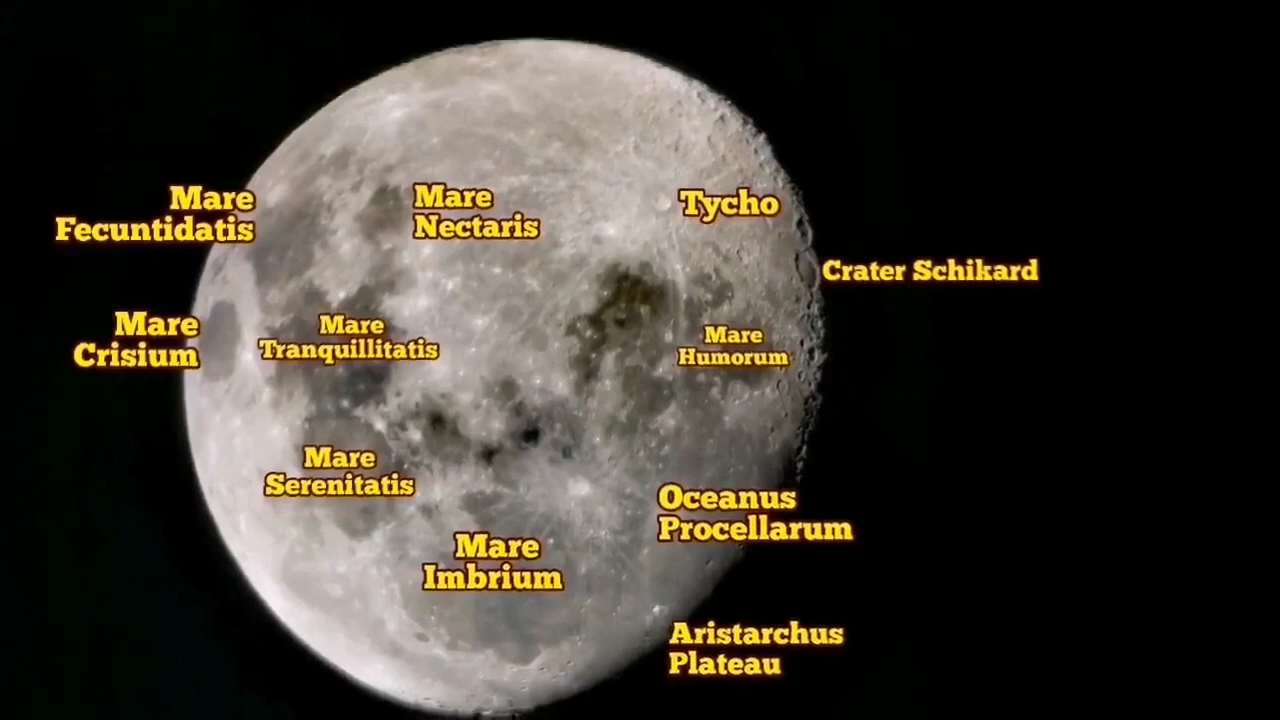 Mare
Fecuntidatis
Mare
Nectaris
Tycho
Crater Schikard
Mare
Crisium
Mare
Tranquillitatis
Mare
Humorum
Mare
Serenitatis
Oceanus
Procellarum
Mare
Imbrium
Aristarchus
Plateau